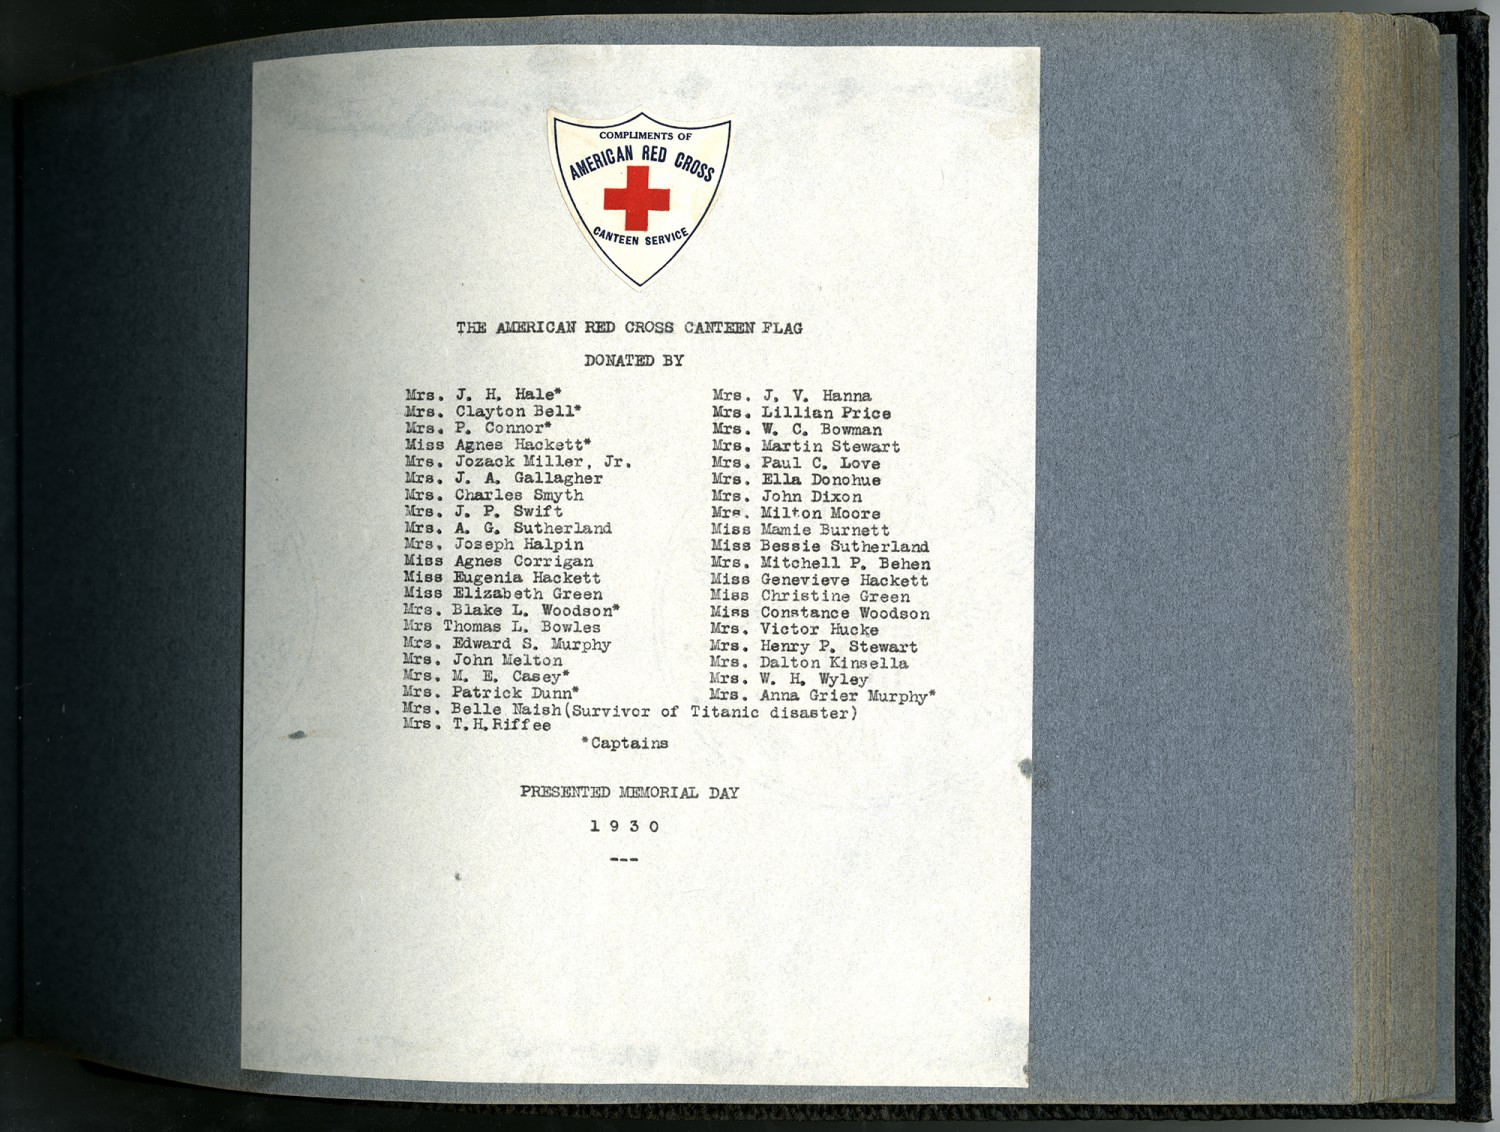 COMPLIMENTS OF
AMERICAN RED CROSS
CANTEEN SERVICE
THE AMERICAN RED CROSS CANTEEN FLAG
DONATED BY
Mrs. J. H. Hale*
Mrs. Clayton Bell*
Mrs. P. Connor*
Miss Agnes Hackett*
Mrs. Jozack Miller, Jr.
Mrs. J. A. Gallagher
Mrs. Charles Smyth
Mrs. J. P. Swift
Mrs. A. G. Sutherland
Mrs. Joseph Halpin
Miss Agnes Corrigan
Miss Eugenia Hackett
Miss Elizabeth Green
Mrs. Blake L. Woodson*
Mrs Thomas L. Bowles
Mrs. Edward S. Murphy
Mrs. John Melton
Mrs. M. E. Casey*
Mrs. Patrick Dunn*
Mrs. J. V. Hanna
Mrs. Lillian Price
Mrs. W. C. Bowman
Mrs. Martin Stewart
Mrs. Paul C. Love
Mrs. Ella Donohue
Mrs. John Dixon
Mrs. Milton Moore
Miss Mamie Burnett
Miss Bessie Sutherland
Mrs. Mitchell P. Behen
Miss Genevieve Hackett
Miss Christine Green
Miss Constance Woodson
Mrs. Victor Hucke
Mrs. Henry P. Stewart
Mrs. Dalton Kinsella
Mrs. W. H. Wyley
Mrs. Anna Grier Murphy*
Mrs. Belle Naish(Survivor of Titanic disaster)
Mrs. T.H.Riffee
*Captains
PRESENTED MEMORIAL DAY
1 9 3 0
---